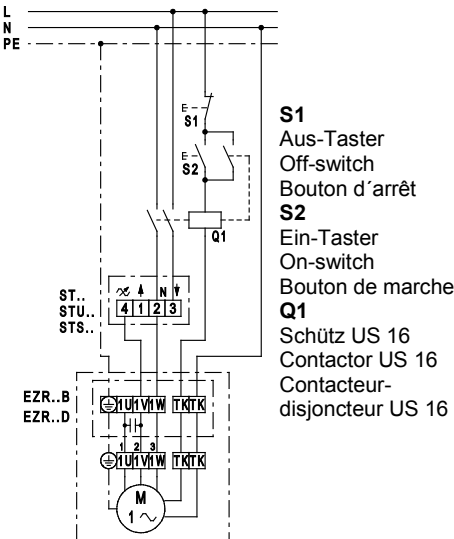 L
N
PE
E
S1
E
S2
Q1
ST..
STU..
STS..
N
4 1 2 3
EZR..B
EZR..D
1U 1V 1W TK TK
1 2 3
1U 1V 1W TK TK
M
1
S1
Aus-Taster
Off-switch
Bouton d´arrêt
S2
Ein-Taster
On-switch
Bouton de marche
Q1
Schütz US 16
Contactor US 16
Contacteur-
disjoncteur US 16